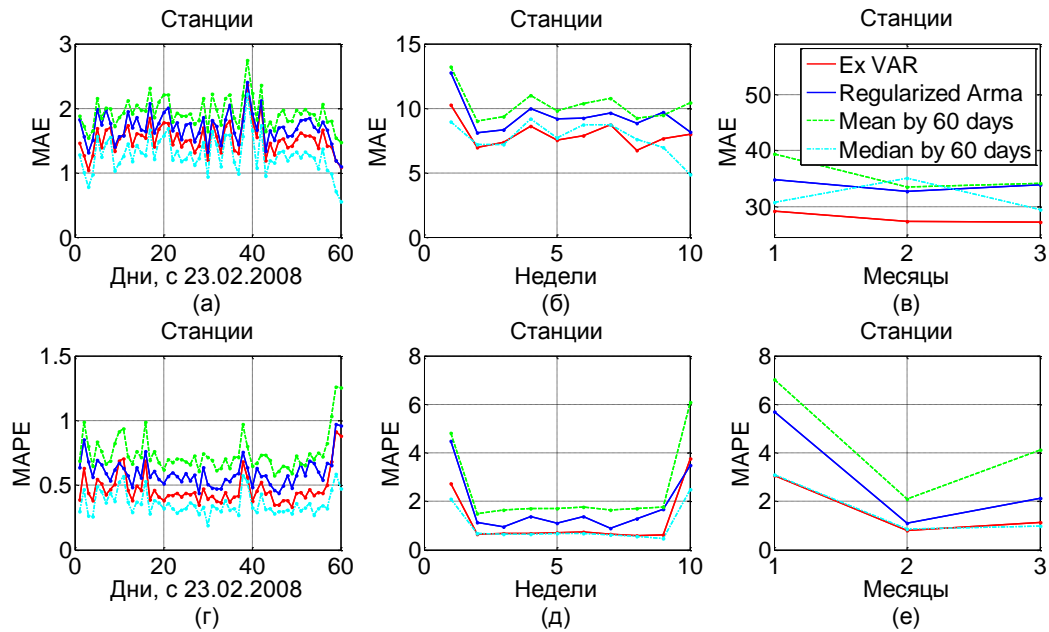 Станции
Станции
Станции
MAE
3
2
1
0
0
20
40
60
Дни, с 23.02.2008
(а)
MAE
15
10
5
0
0
5
10
Недели
(б)
MAE
50
40
30
1
2
3
Месяцы
(в)
Ex VAR
Regularized Arma
Mean by 60 days
Median by 60 days
Станции
Станции
Станции
MAPE
1.5
1
0.5
0
0
20
40
60
Дни, с 23.02.2008
(г)
MAPE
8
6
4
2
0
0
5
10
Недели
(д)
MAPE
8
6
4
2
0
1
2
3
Месяцы
(е)